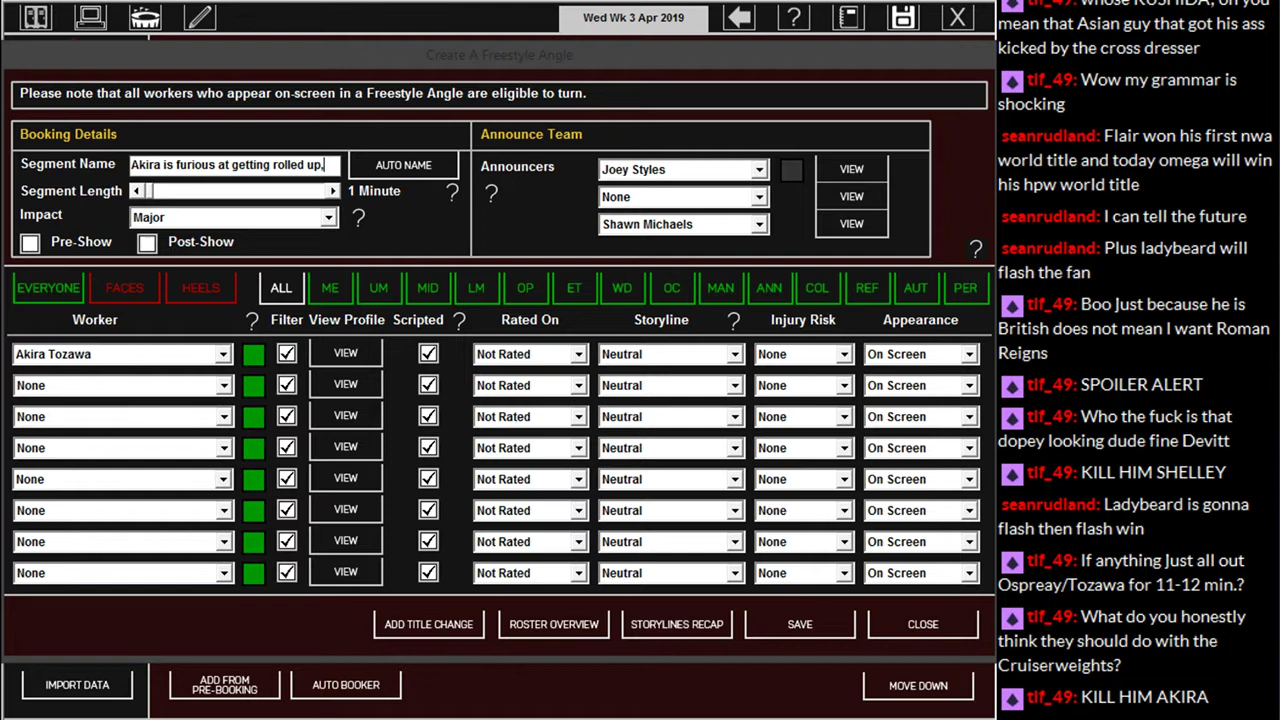 Wed Wk 3 Apr 2019
?
X
Create A Freestyle Angle
Please note that all workers who appear on-screen in a Freestyle Angle are eligible to turn.
Booking Details
Segment Name
Akira is furious at getting rolled up,
AUTO NAME
Segment Length
1 Minute
?
Impact
Major
?
Pre-Show
Post-Show
Announce Team
Announcers
?
Joey Styles
VIEW
None
VIEW
Shawn Michaels
VIEW
?
EVERYONE FACES HEELS ALL ME UM MID LM OP ET WD OC MAN ANN COL REF AUT PER
Worker ? Filter View Profile Scripted ? Rated On Storyline ? Injury Risk Appearance
Akira Tozawa VIEW Not Rated Neutral None On Screen
None VIEW Not Rated Neutral None On Screen
None VIEW Not Rated Neutral None On Screen
None VIEW Not Rated Neutral None On Screen
None VIEW Not Rated Neutral None On Screen
None VIEW Not Rated Neutral None On Screen
None VIEW Not Rated Neutral None On Screen
None VIEW Not Rated Neutral None On Screen
ADD TITLE CHANGE ROSTER OVERVIEW STORYLINES RECAP SAVE CLOSE
IMPORT DATA
ADD FROM
PRE-BOOKING
AUTO BOOKER
MOVE DOWN
tlf_49: whose KUSHIDA, oh you
mean that Asian guy that got his ass
kicked by the cross dresser
tlf_49: Wow my grammar is
shocking
seanrudland: Flair won his first nwa
world title and today omega will win
his hpw world title
seanrudland: I can tell the future
seanrudland: Plus ladybeard will
flash the fan
tlf_49: Boo Just because he is
British does not mean I want Roman
Reigns
tlf_49: SPOILER ALERT
tlf_49: Who the fuck is that
dopey looking dude fine Devitt
tlf_49: KILL HIM SHELLEY
seanrudland: Ladybeard is gonna
flash then flash win
tlf_49: If anything Just all out
Ospreay/Tozawa for 11-12 min.?
tlf_49: What do you honestly
think they should do with the
Cruiserweights?
tlf_49: KILL HIM AKIRA